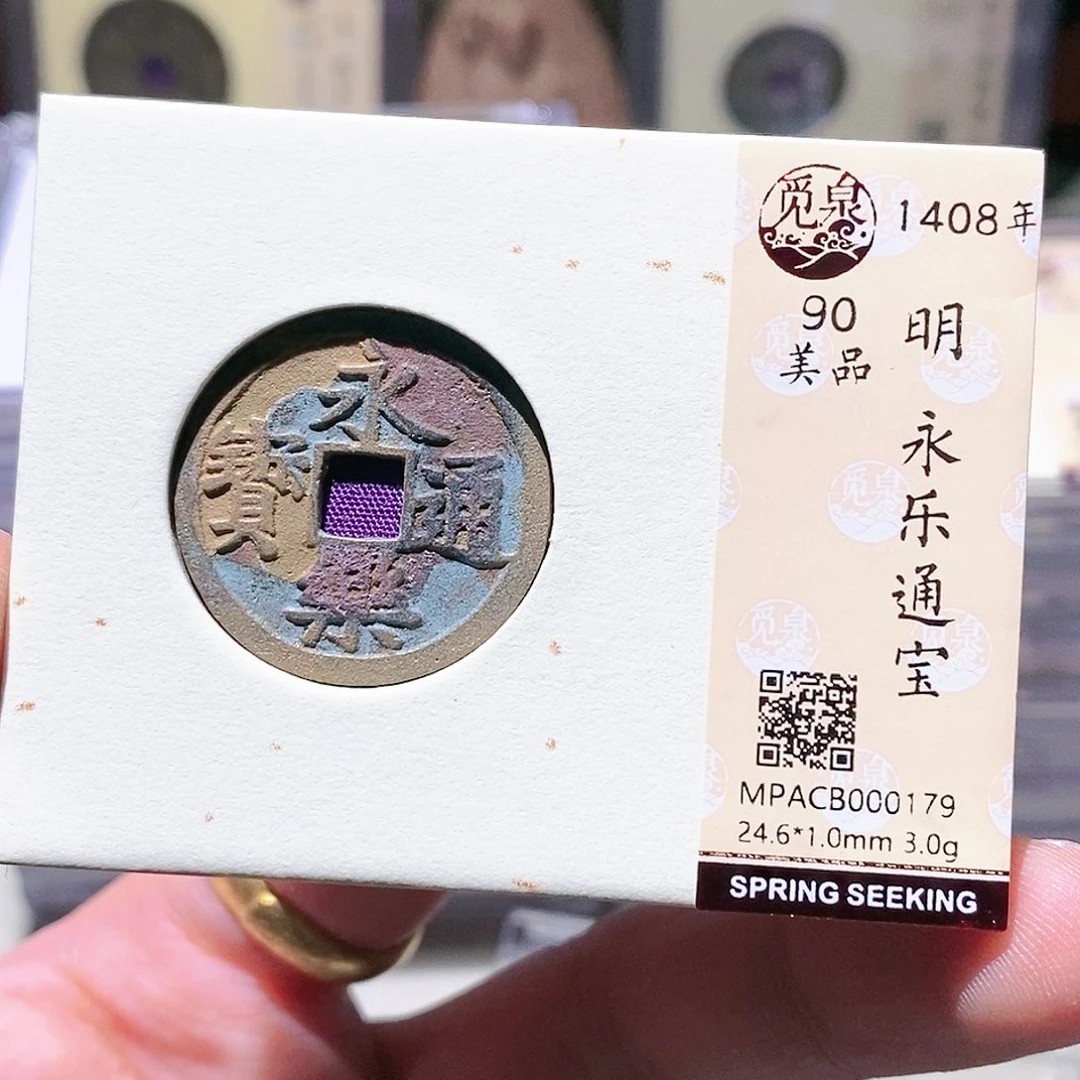 永樂通寶
觅泉
1408年
90
美品
明
永乐通宝
MPACB000179
24.6*1.0mm 3.0g
SPRING SEEKING